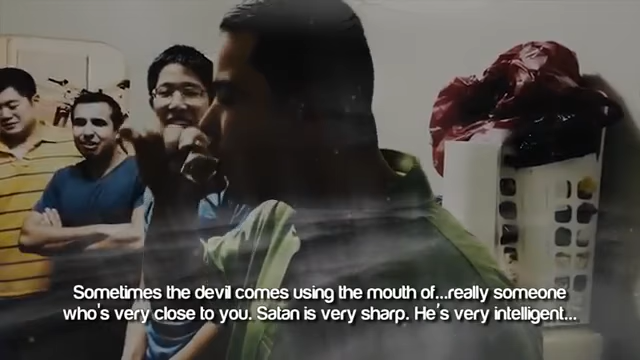 Sometimes the devil comes using the mouth of...really someone
who's very close to you. Satan is very sharp. He's very intelligent...